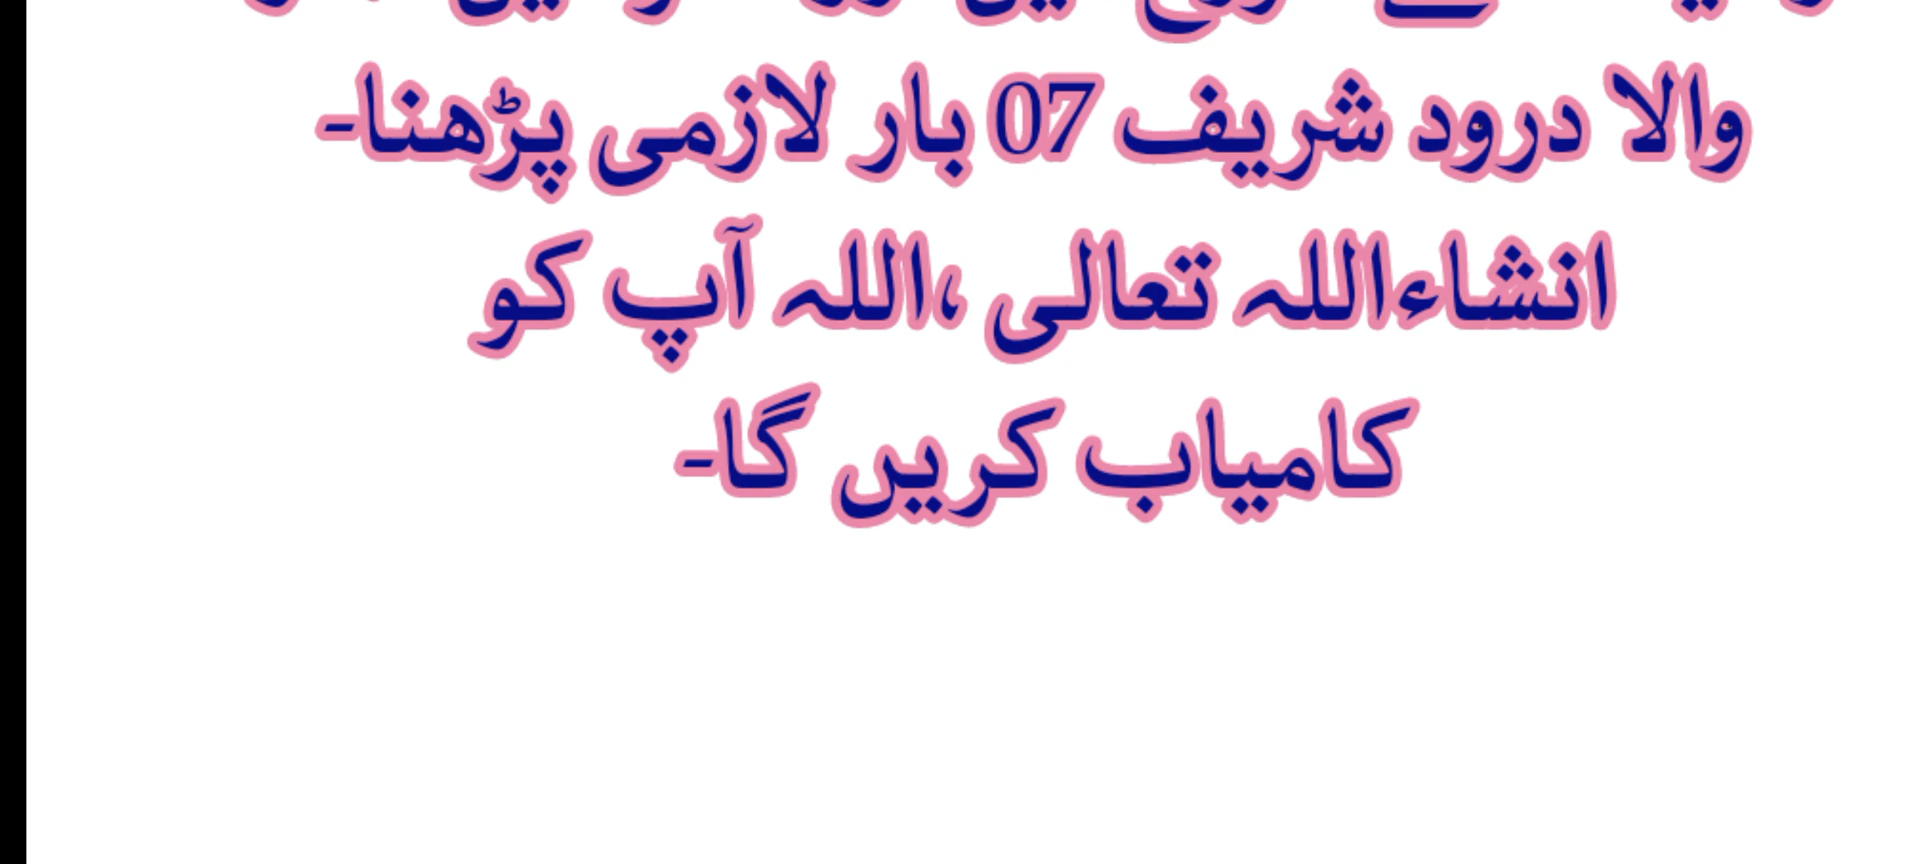 والا درود شریف 07 بار لازمی پڑھنا-
انشاءاللہ تعالی ،اللہ آپ کو
کامیاب کریں گا-